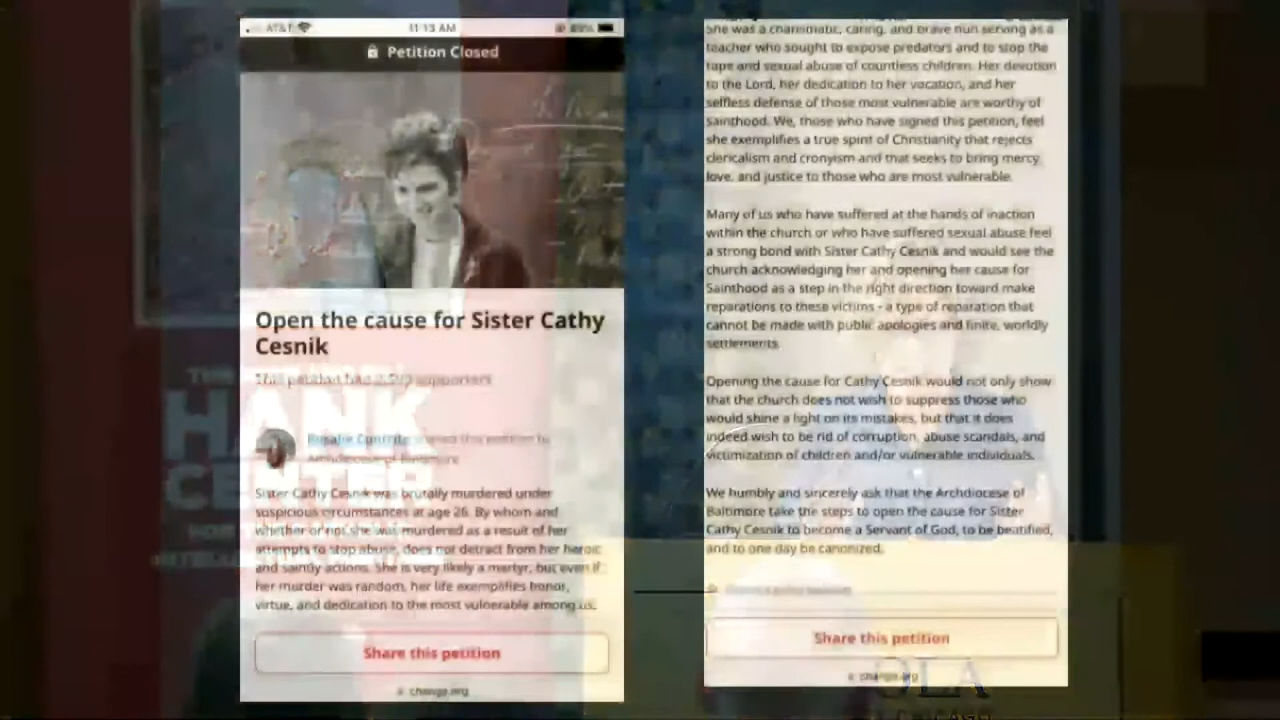 AT&T
11:13 AM
89%
Petition Closed
Open the cause for Sister Cathy
Cesnik
This petition has supporters
started this petition to
Archdiocese of Baltimore
Sister Cathy Cesnik was brutally murdered under
suspicious circumstances at age 26. By whom and
whether or not she was murdered as a result of her
attempts to stop abuse, does not detract from her heroic
and saintly actions. She is very likely a martyr, but even if
her murder was random, her life exemplifies honor,
virtue, and dedication to the most vulnerable among us.
Share this petition
change.org
She was a charismatic, caring, and brave nun serving as a
teacher who sought to expose predators and to stop the
rape and sexual abuse of countless children. Her devotion
to the Lord, her dedication to her vocation, and her
selfless defense of those most vulnerable are worthy of
sainthood. We, those who have signed this petition, feel
she exemplifies a true spirit of Christianity that rejects
clericalism and cronyism and that seeks to bring mercy,
love, and justice to those who are most vulnerable.
Many of us who have suffered at the hands of inaction
within the church or who have suffered sexual abuse feel
a strong bond with Sister Cathy Cesnik and would see the
church acknowledging her and opening her cause for
Sainthood as a step in the right direction toward make
reparations to these victims - a type of reparation that
cannot be made with public apologies and finite, worldly
settlements.
Opening the cause for Cathy Cesnik would not only show
that the church does not wish to suppress those who
would shine a light on its mistakes, but that it does
indeed wish to be rid of corruption, abuse scandals, and
victimization of children and/or vulnerable individuals.
We humbly and sincerely ask that the Archdiocese of
Baltimore take the steps to open the cause for Sister
Cathy Cesnik to become a Servant of God, to be beatified,
and to one day be canonized.
Share this petition
change.org
HANK
CENTER
OLA
CHICAGO